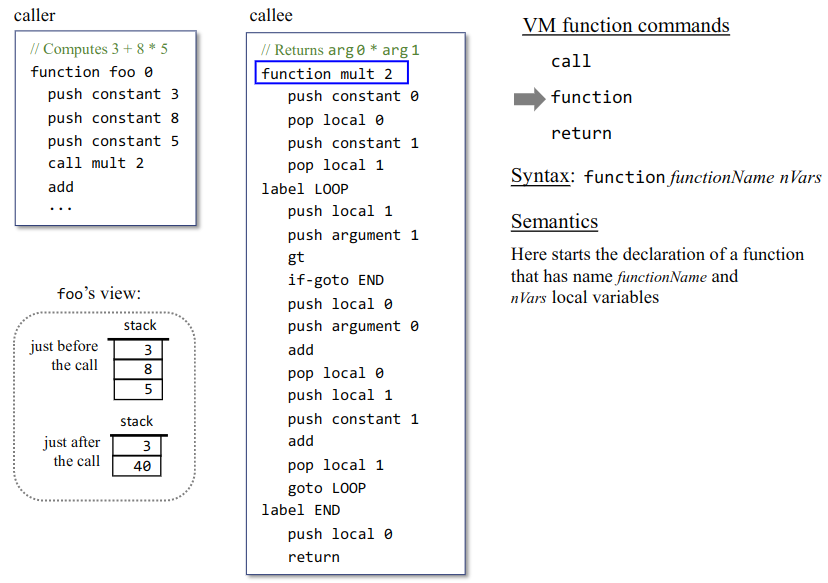 caller
// Computes 3 + 8 * 5
function foo 0
push constant 3
push constant 8
push constant 5
call mult 2
add
...
foo's view:
stack
just before
the call
3
8
5
stack
just after
the call
3
40
callee
// Returns arg 0 * arg 1
function mult 2
push constant 0
pop local 0
push constant 1
pop local 1
label LOOP
push local 1
push argument 1
gt
if-goto END
push local 0
push argument 0
add
pop local 0
push local 1
push constant 1
add
pop local 1
goto LOOP
label END
push local 0
return
VM function commands
call
function
return
Syntax: function functionName nVars
Semantics
Here starts the declaration of a function
that has name functionName and
nVars local variables